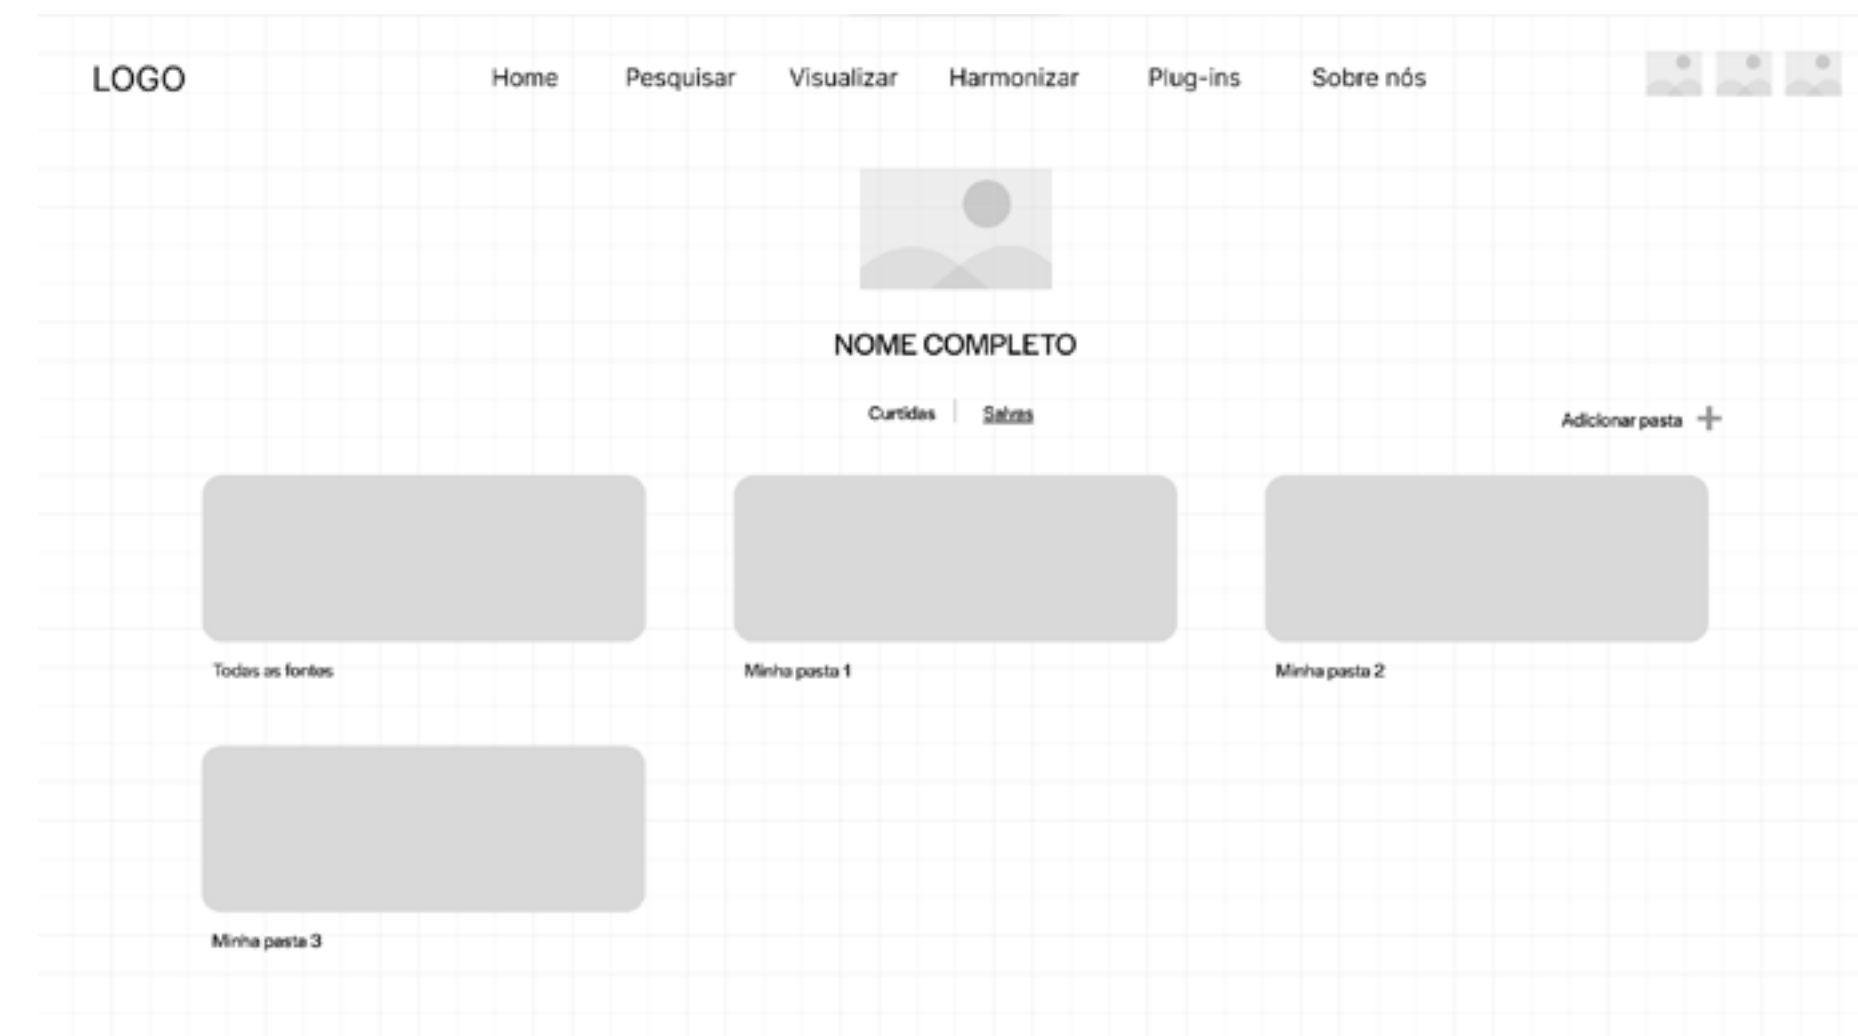 LOGO Home Pesquisar Visualizar Harmonizar Plug-ins Sobre nós
NOME COMPLETO
Curtidas Salvas
Adicionar pasta
Todas as fontes Minha pasta 1 Minha pasta 2
Minha pasta 3